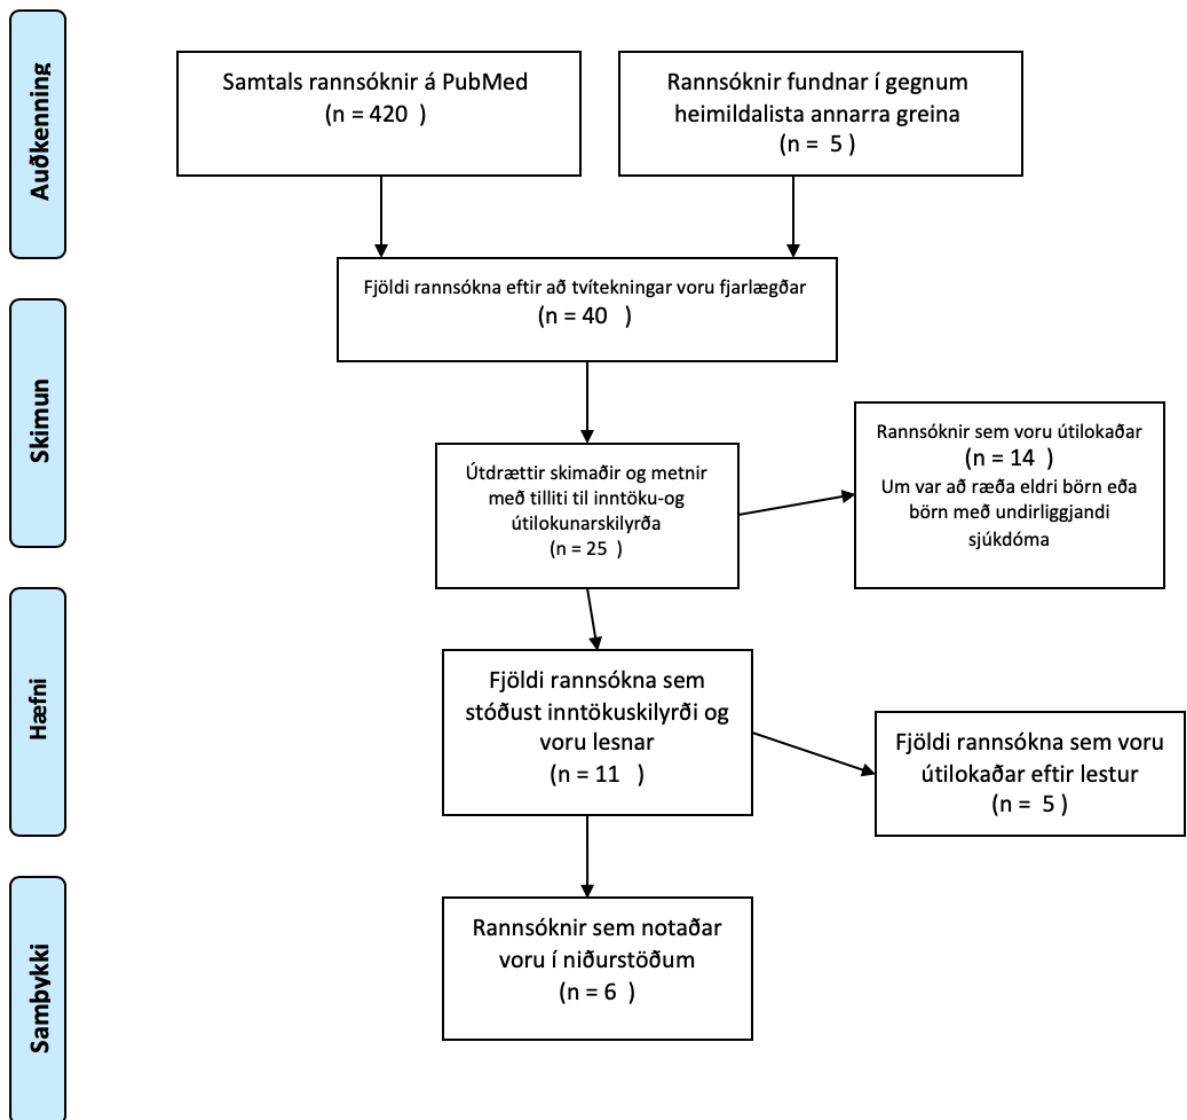 Auðkenning
Samtals rannsóknir á PubMed
(n = 420 )
Rannsóknir fundnar í gegnum
heimildalista annarra greina
(n = 5 )
Fjöldi rannsókna eftir að tvítekningar voru fjarlægðar
(n = 40 )
Skimun
Útdrættir skimaðir og metnir
með tilliti til inntöku-og
útilokunarskilyrða
(n = 25 )
Rannsóknir sem voru útilokaðar
(n = 14 )
Um var að ræða eldri börn eða
börn með undirliggjandi
sjúkdóma
Hæfni
Fjöldi rannsókna sem
stóðust inntökuskilyrði og
voru lesnar
(n = 11 )
Fjöldi rannsókna sem voru
útilokaðar eftir lestur
(n = 5 )
Samþykki
Rannsóknir sem notaðar
voru í niðurstöðum
(n = 6 )